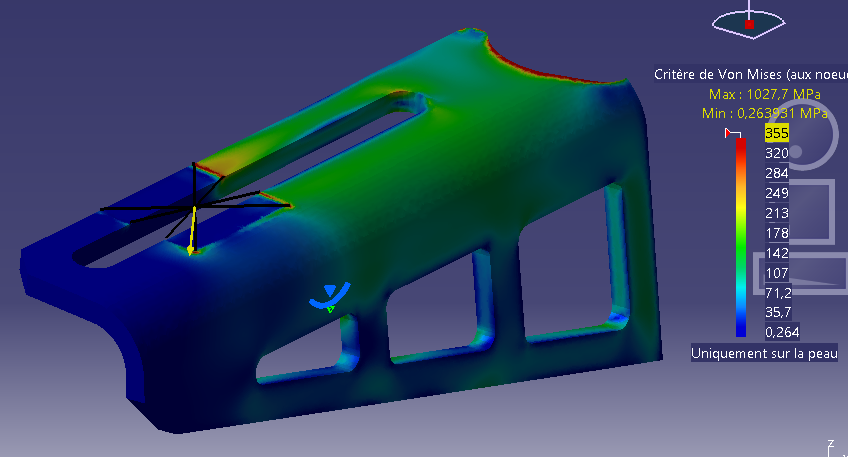 Critère de Von Mises (aux noeu
Max : 1027,7 MPa
Min : 0,263931 MPa
355
320
284
249
213
178
142
107
71,2
35,7
0,264
Uniquement sur la peau
z